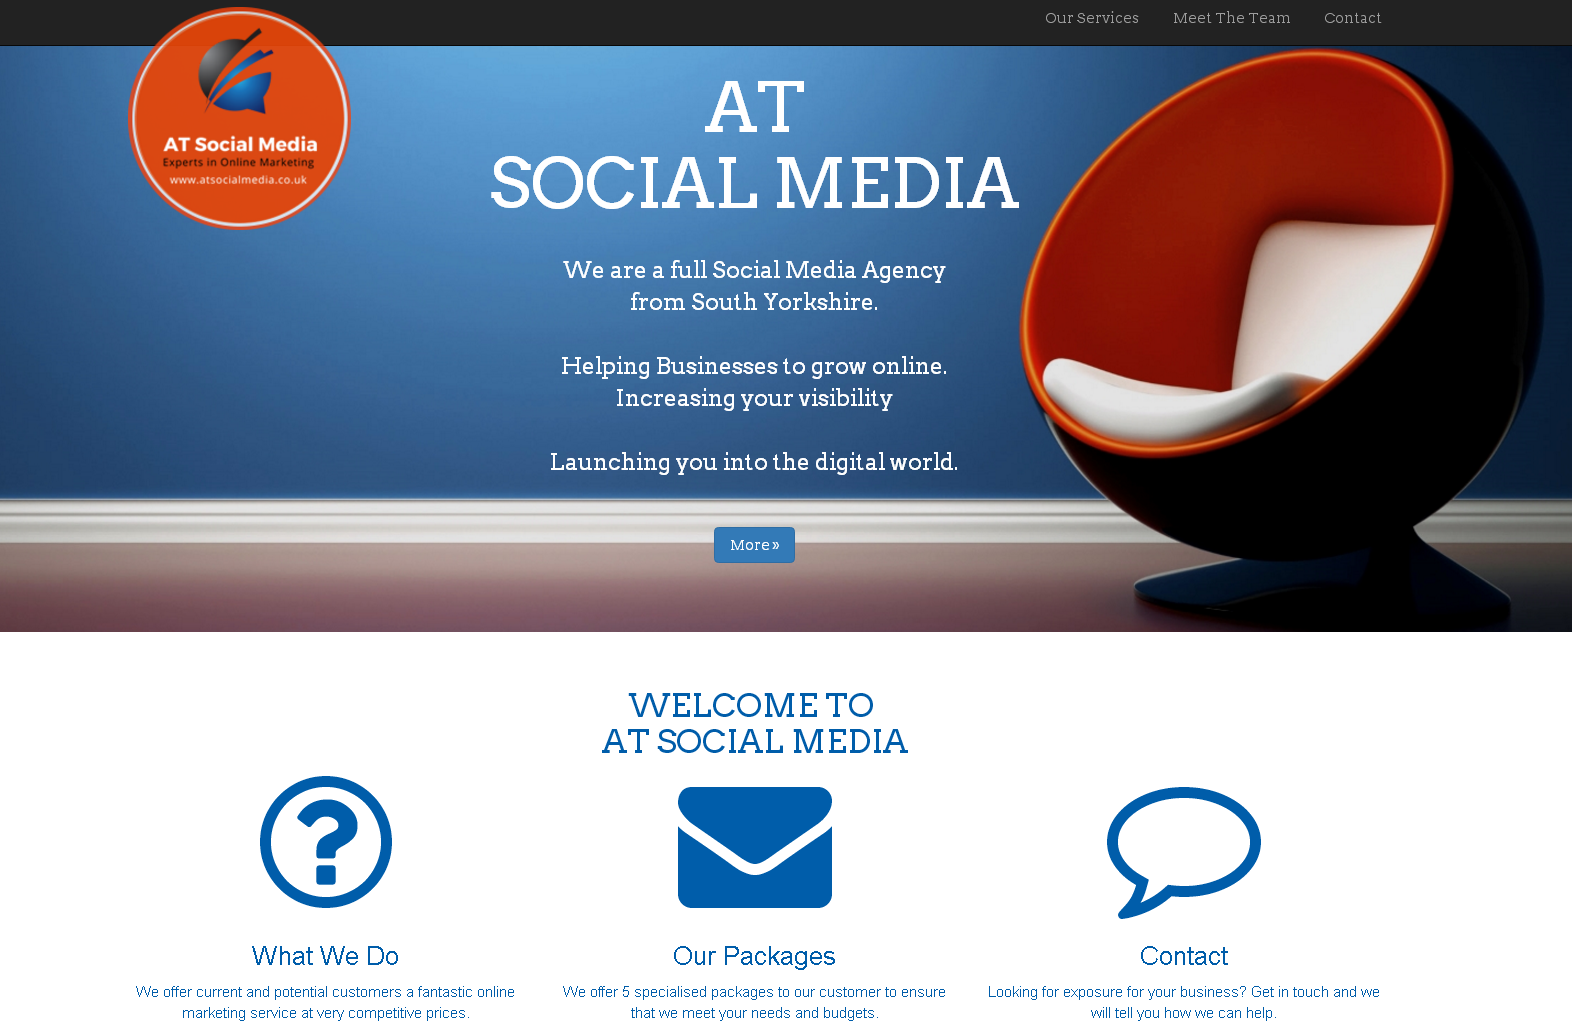 Our Services Meet The Team Contact
AT Social Media
Experts in Online Marketing
www.atsocialmedia.co.uk
AT
SOCIAL MEDIA
We are a full Social Media Agency
from South Yorkshire.
Helping Businesses to grow online.
Increasing your visibility
Launching you into the digital world.
More »
WELCOME TO
AT SOCIAL MEDIA
What We Do
We offer current and potential customers a fantastic online
marketing service at very competitive prices.
Our Packages
We offer 5 specialised packages to our customer to ensure
that we meet your needs and budgets.
Contact
Looking for exposure for your business? Get in touch and we
will tell you how we can help.